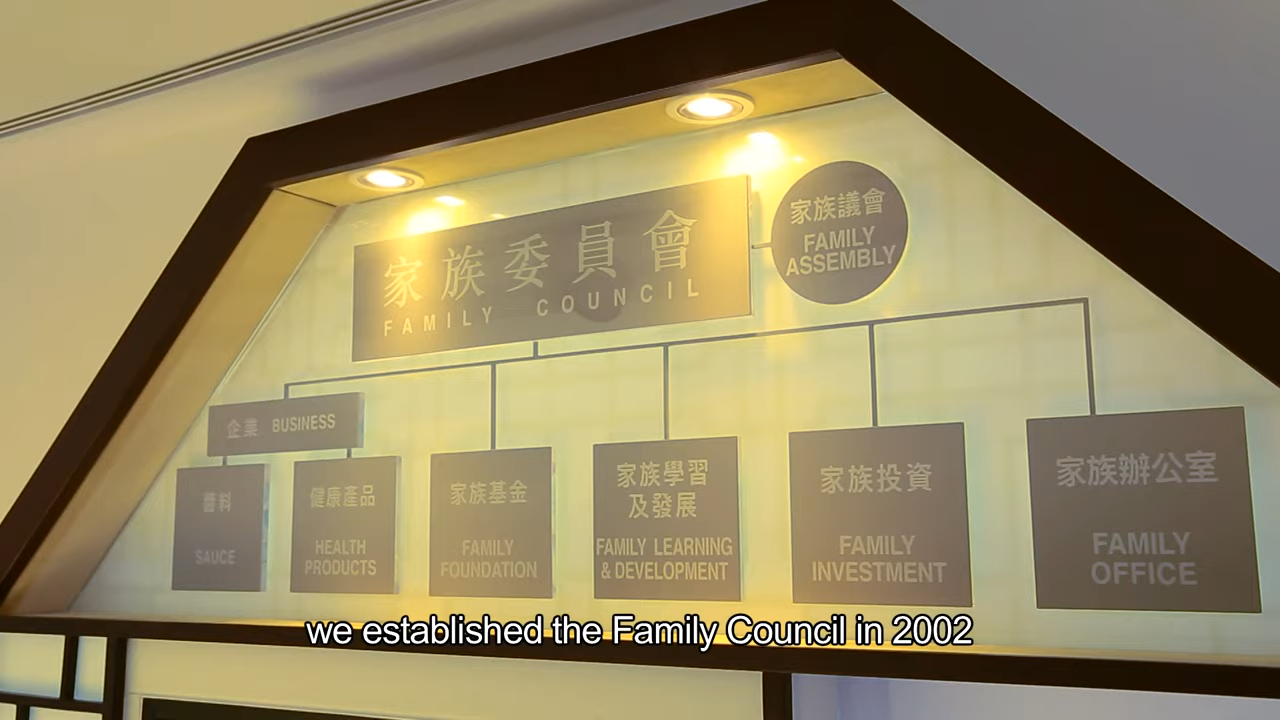 家族委員會
FAMILY COUNCIL
家族議會
FAMILY
ASSEMBLY
企業 BUSINESS
醬料
SAUCE
健康產品
HEALTH
PRODUCTS
家族基金
FAMILY
FOUNDATION
家族學習
及發展
FAMILY LEARNING
& DEVELOPMENT
家族投資
FAMILY
INVESTMENT
家族辦公室
FAMILY
OFFICE
we established the Family Council in 2002